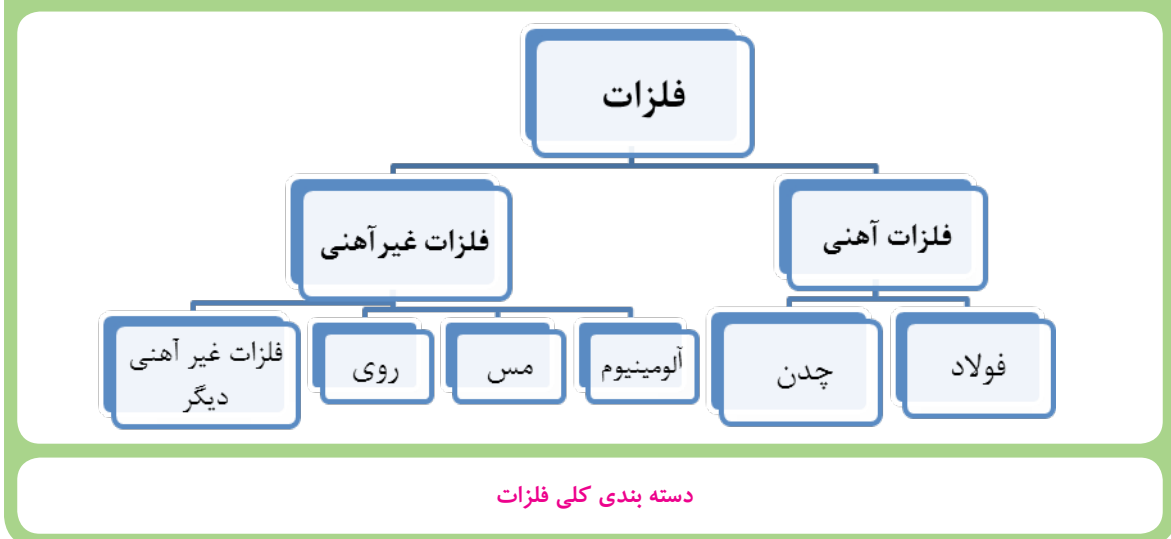 فلزات
فلزات آهنی
فلزات غیرآهنی
فولاد
چدن
آلومینیوم
مس
روی
فلزات غیر آهنی
دیگر
دسته بندی کلی فلزات